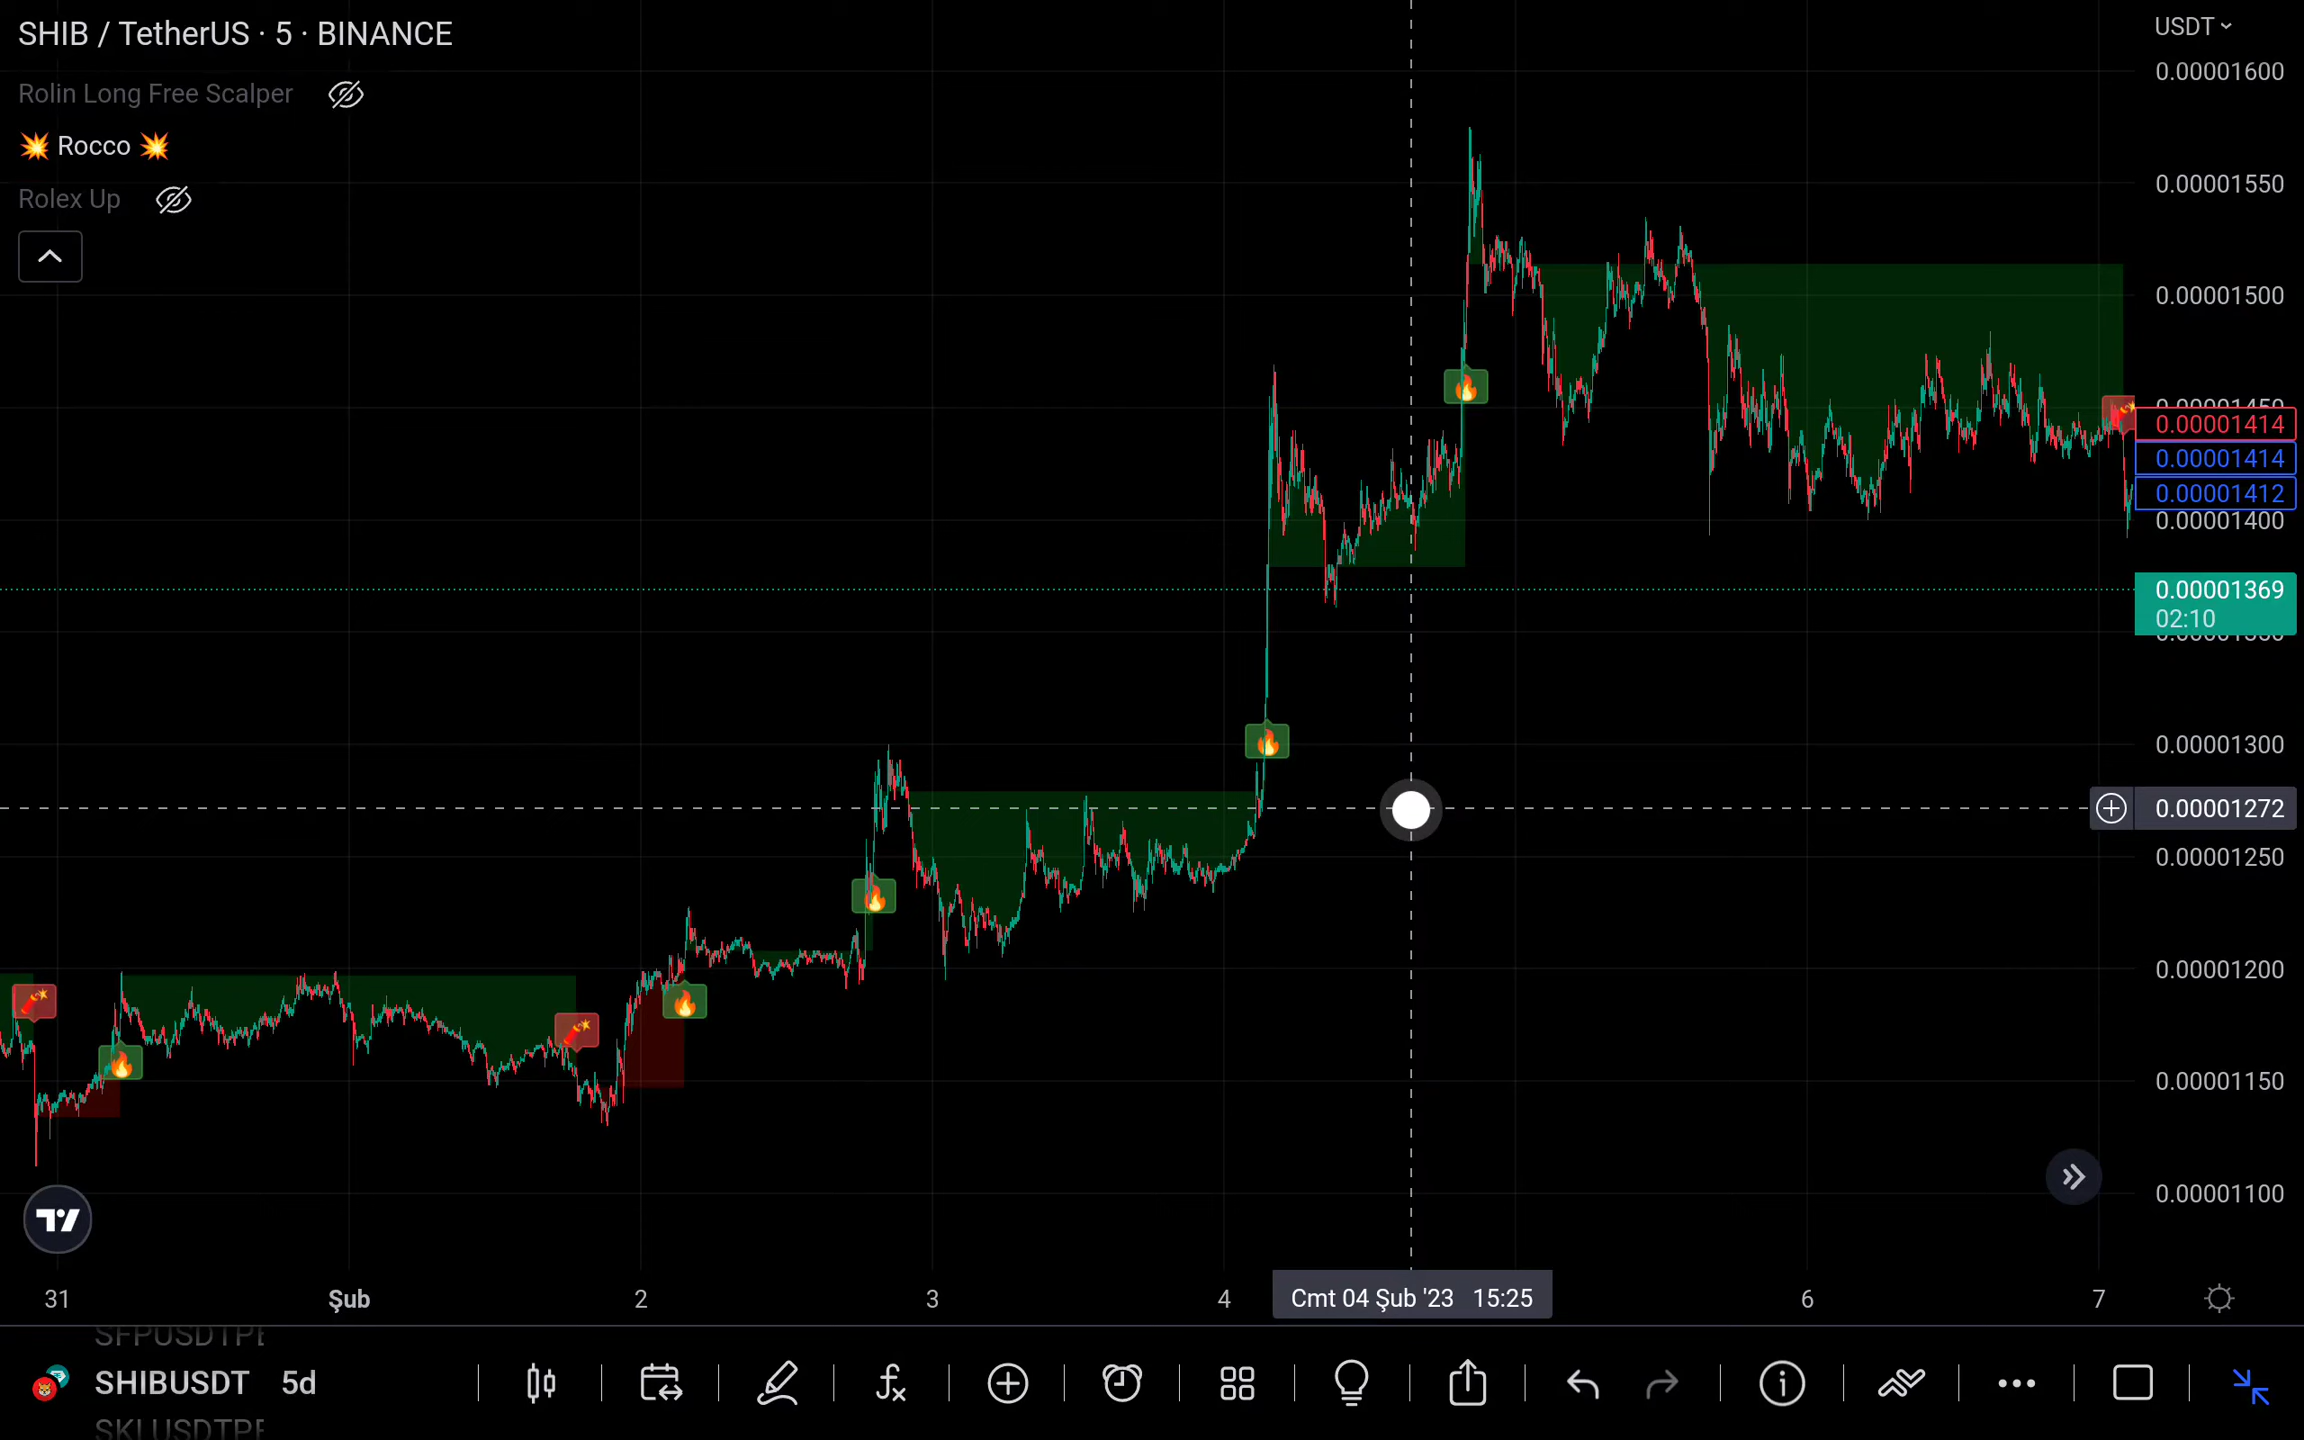 SHIB / TetherUS · 5 · BINANCE
USDT
Rolin Long Free Scalper
💥 Rocco 💥
Rolex Up
0.00001600
0.00001550
0.00001500
0.00001450
0.00001414
0.00001414
0.00001412
0.00001400
0.00001369
02:10
0.00001300
0.00001272
0.00001250
0.00001200
0.00001150
0.00001100
31
Şub
2
3
4
Cmt 04 Şub '23 15:25
6
7
SHIBUSDT 5d